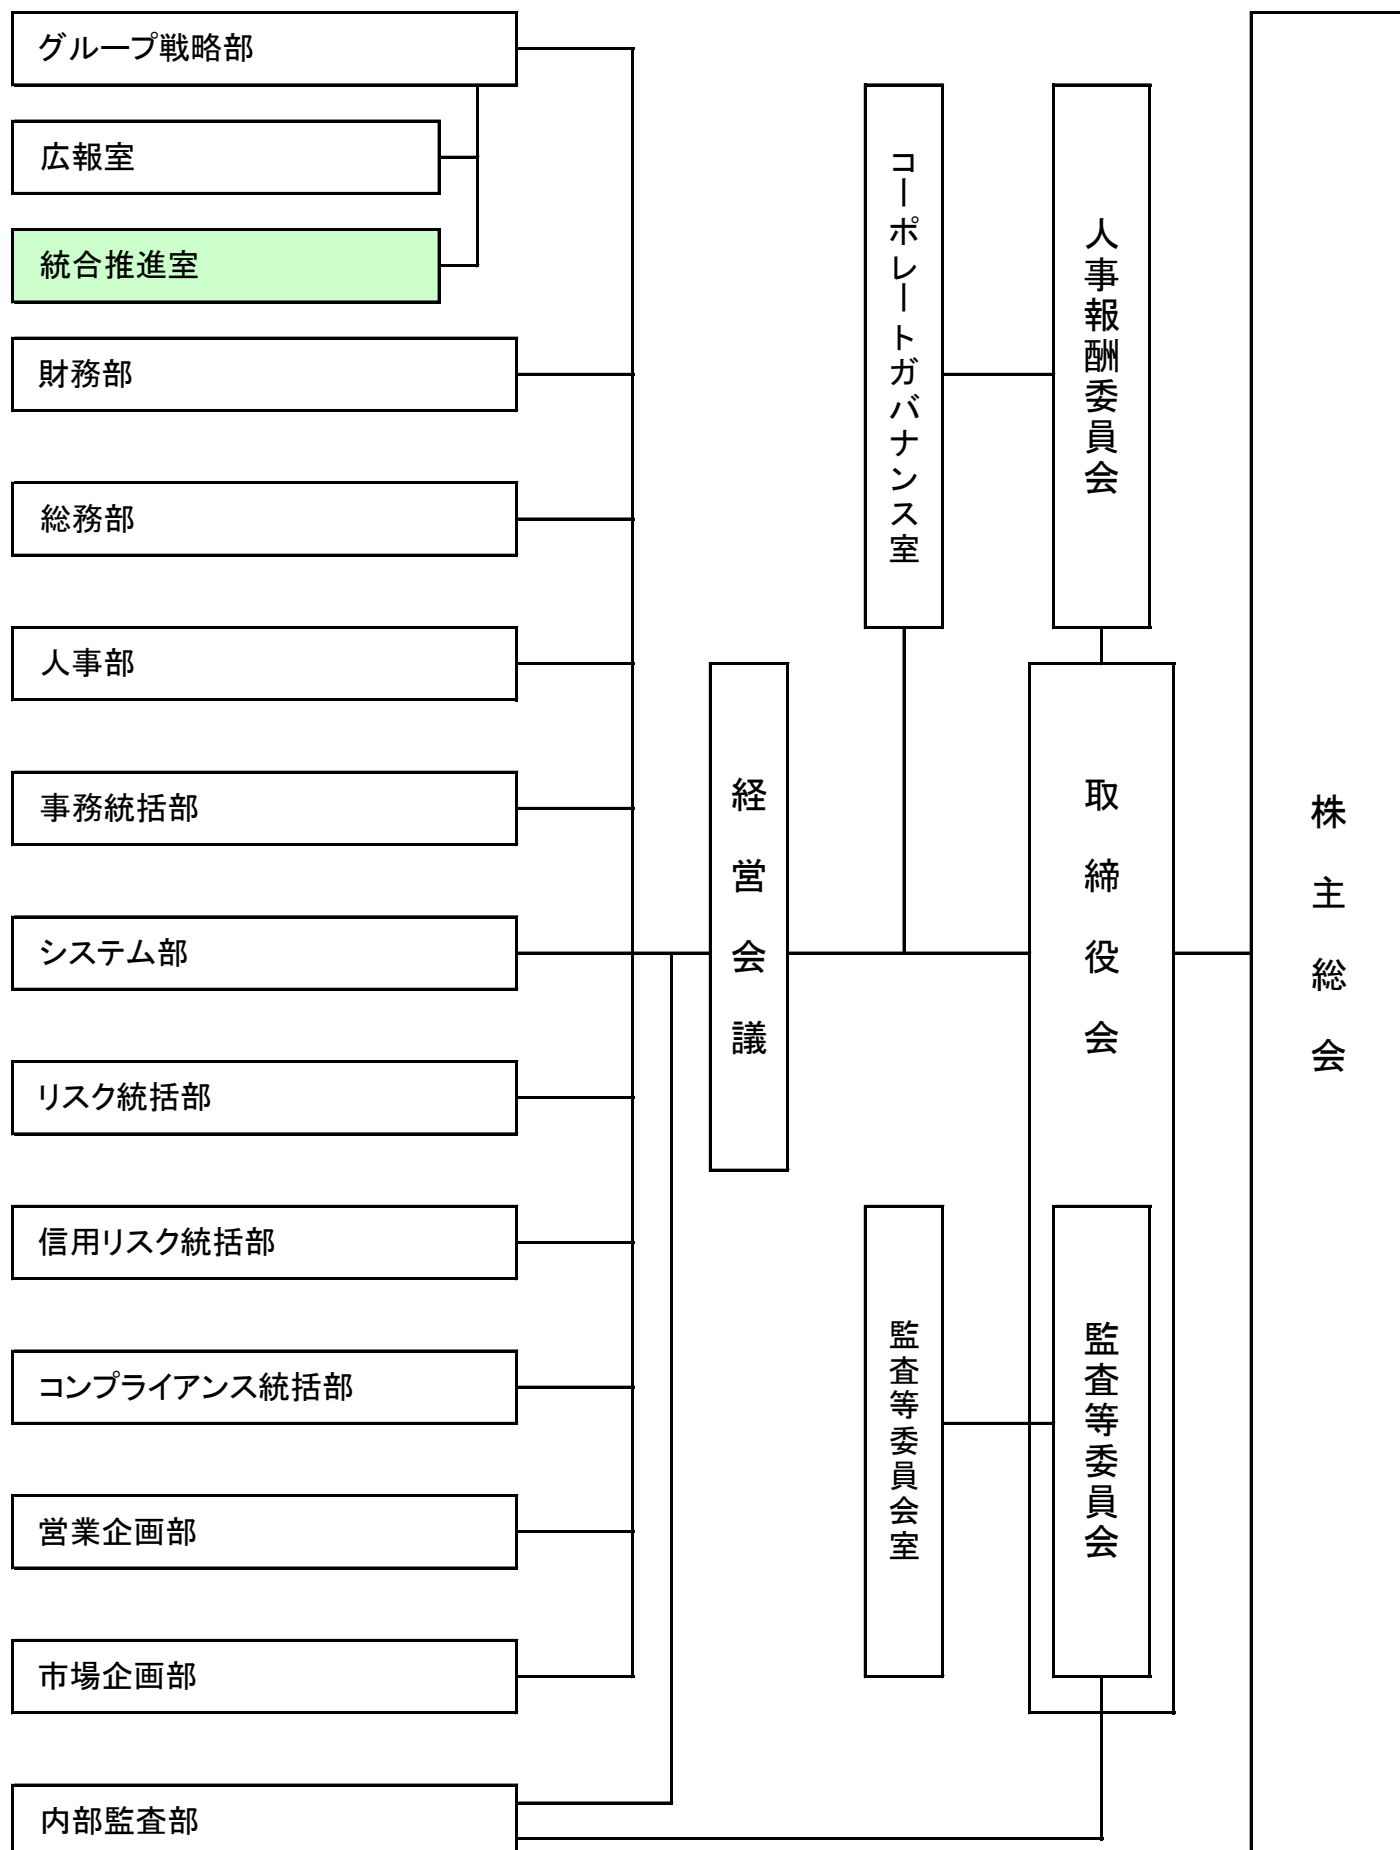 グループ戦略部
広報室
統合推進室
財務部
総務部
人事部
事務統括部
システム部
リスク統括部
信用リスク統括部
コンプライアンス統括部
営業企画部
市場企画部
内部監査部
経営会議
コーポレートガバナンス室
監査等委員会室
人事報酬委員会
取締役会
監査等委員会
株主総会